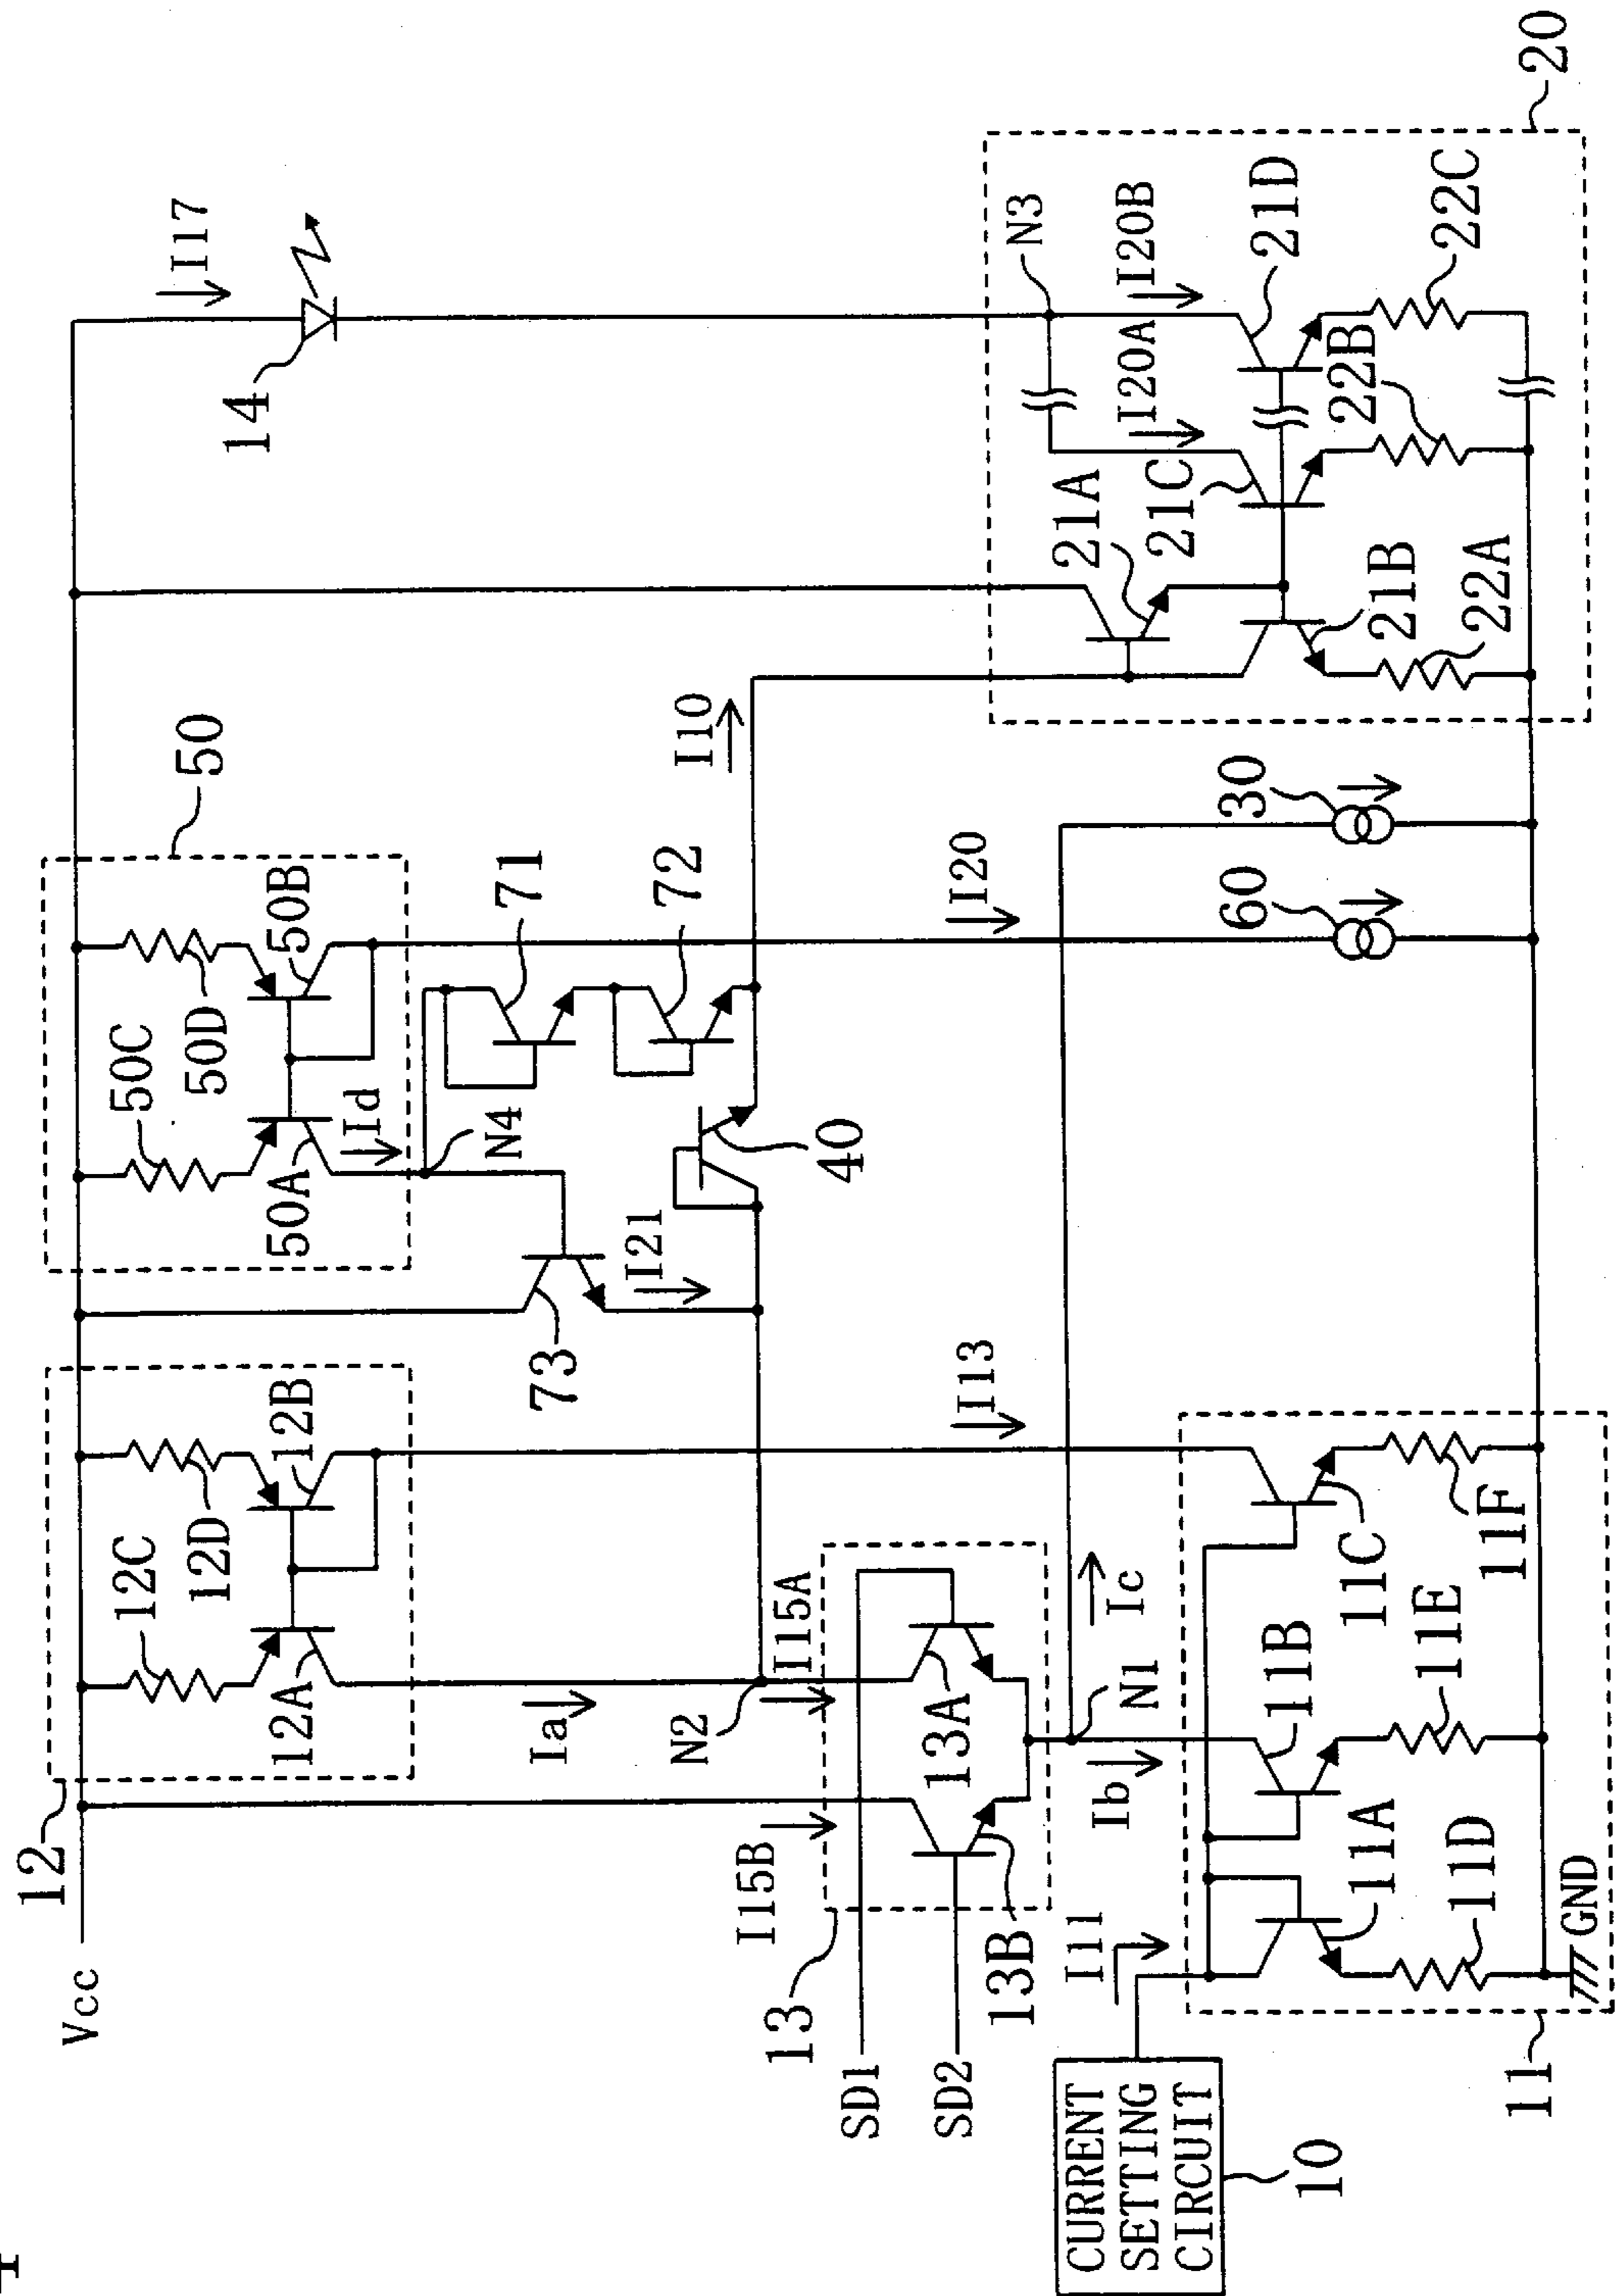 4
Vcc
12
12C
12D
12A
12B
50
50C
50D
50A
50B
Id
N4
71
72
73
I21
40
I10
I17
14
Ia
N2
I15A
I15B
13
13A
13B
SD1
SD2
I13
I20
N1
Ib
Ic
60
30
20
N3
I20A
I20B
21A
21B
21C
21D
22A
22B
22C
CURRENT
SETTING
CIRCUIT
10
I11
11
11A
11B
11C
11D
11E
11F
GND